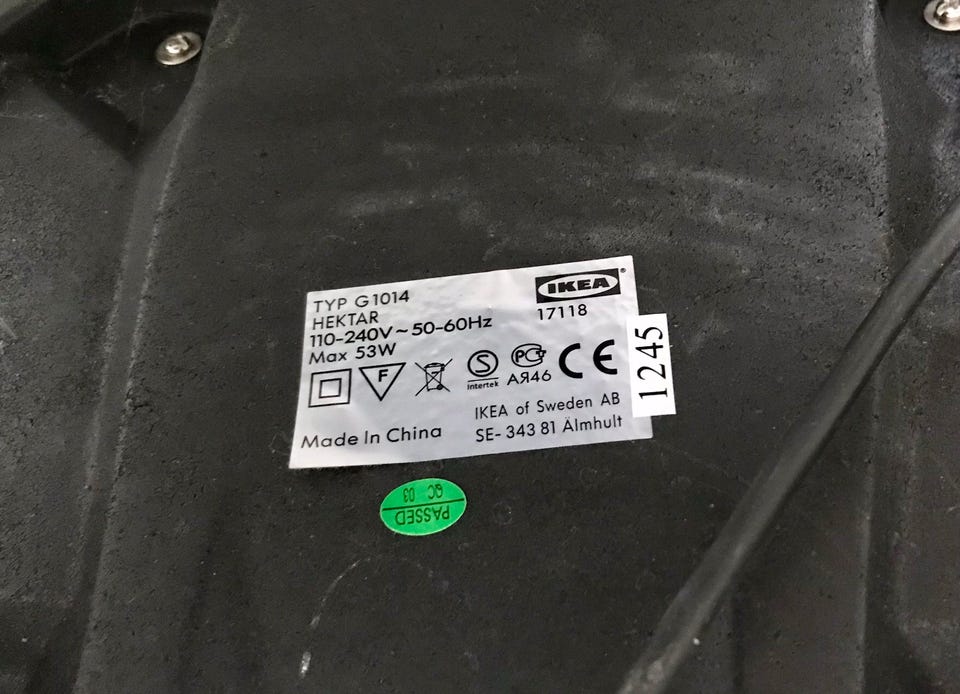 TYP G1014
HEKTAR
110-240V~50-60Hz
Max 53W
IKEA®
17118
F
S
Intertek
РСТ
АЯ46
CE
IKEA of Sweden AB
SE-343 81 Älmhult
Made In China
1245
PASSED
QC 03